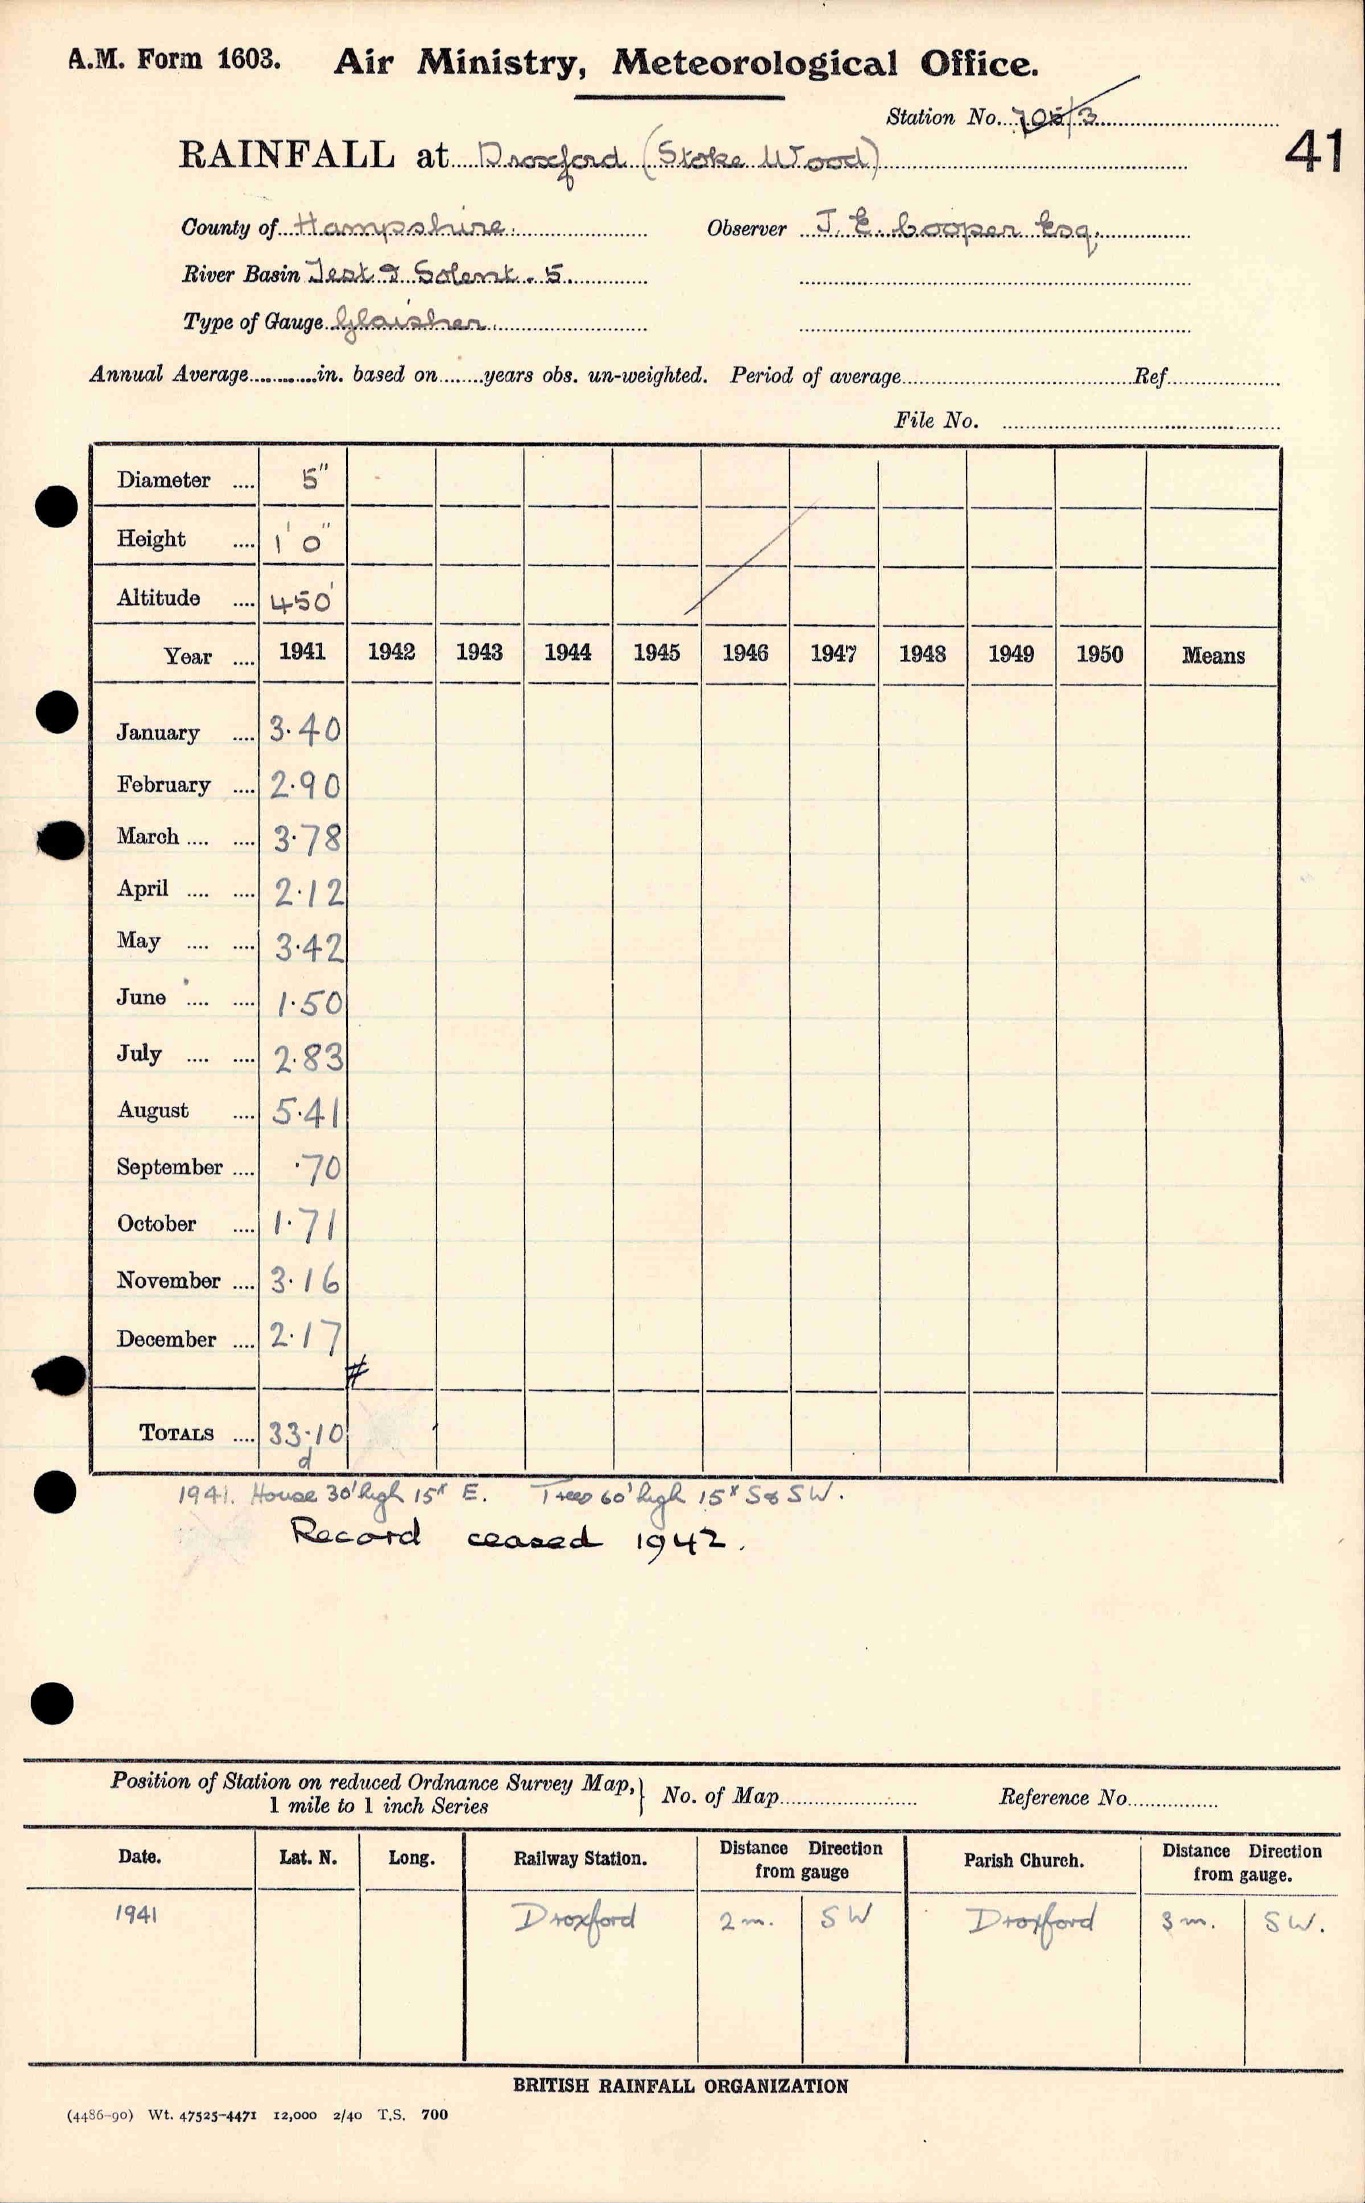 A.M. Form 1603. Air Ministry, Meteorological Office.
Station No. 705/3
41
RAINFALL at Droxford (Stoke Wood)
County of Hampshire. Observer J. E. Cooper Esq.
River Basin Test & Solent. 5.
Type of Gauge Glaisher.
Annual Average............in. based on........years obs. un-weighted. Period of average.................... Ref....................
File No. ....................
Diameter .... 5"
Height .... 1' 0"
Altitude .... 450'
Year .... 1941 1942 1943 1944 1945 1946 1947 1948 1949 1950 Means
January .... 3·40
February .... 2·90
March .... .... 3·78
April .... .... 2·12
May .... .... 3·42
June .... .... 1·50
July .... .... 2·83
August .... 5·41
September .... ·70
October .... 1·71
November .... 3·16
December .... 2·17
#
TOTALS .... 33·10
d
1941. House 30' high 15x E. Trees 60' high 15x S & SW.
Record ceased 1942.
Position of Station on reduced Ordnance Survey Map, } No. of Map.................... Reference No................
1 mile to 1 inch Series
Date. Lat. N. Long. Railway Station. Distance Direction from gauge Parish Church. Distance Direction from gauge.
1941 Droxford 2 m. SW Droxford 3 m. SW.
BRITISH RAINFALL ORGANIZATION
(4486-90) Wt. 47525-4471 12,000 2/40 T.S. 700